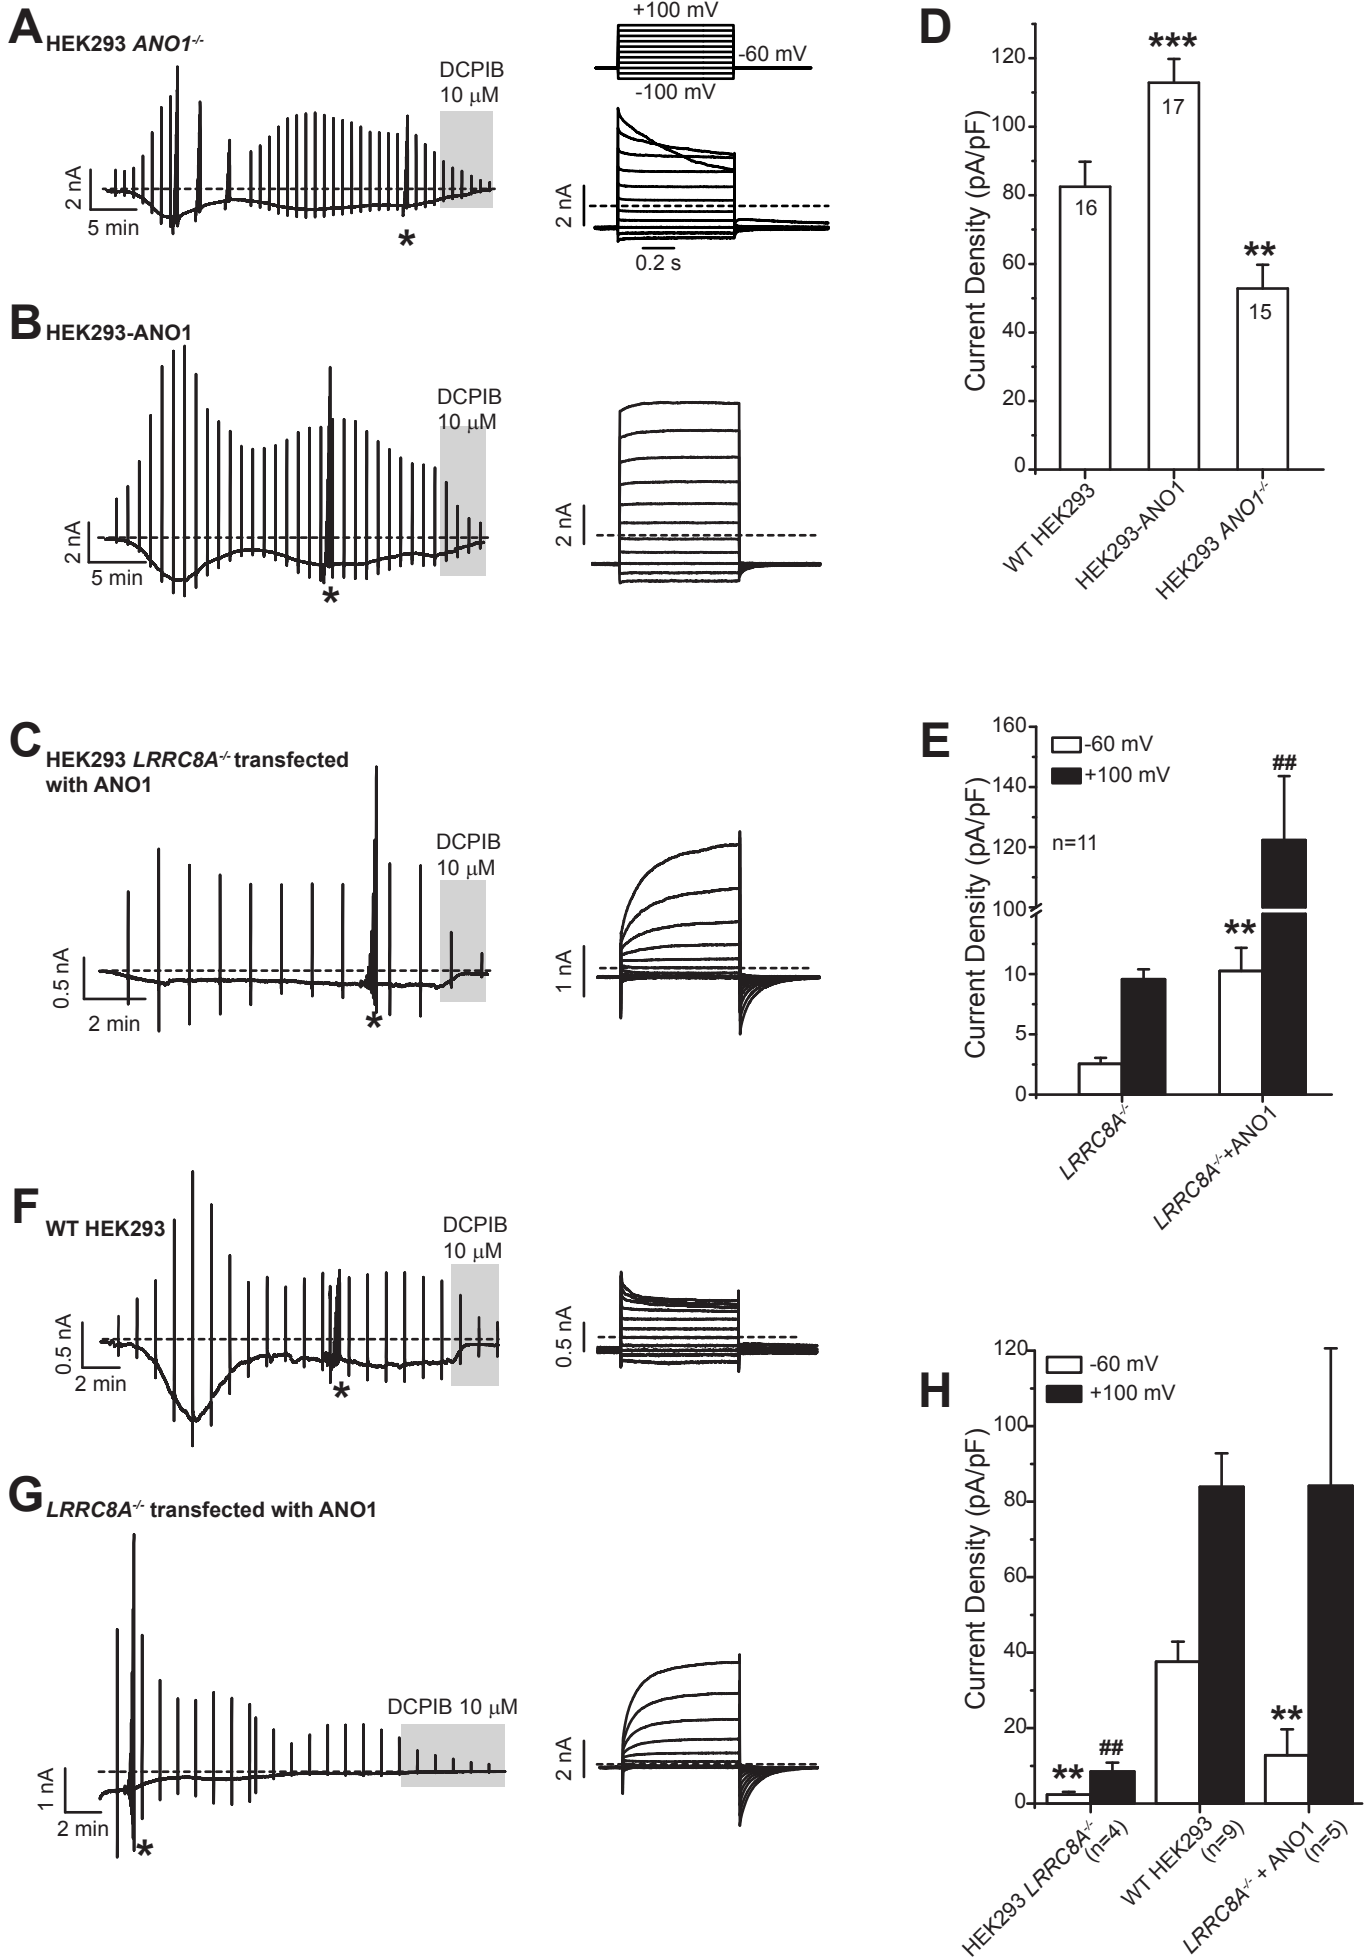 A
HEK293 ANO1-/-
DCPIB
10 μM
2 nA
5 min
*
+100 mV
-60 mV
-100 mV
2 nA
0.2 s
B
HEK293-ANO1
DCPIB
10 μM
2 nA
5 min
*
2 nA
C
HEK293 LRRC8A-/- transfected
with ANO1
DCPIB
10 μM
0.5 nA
2 min
*
1 nA
D
Current Density (pA/pF)
120
100
80
60
40
20
0
***
**
16
17
15
WT HEK293
HEK293-ANO1
HEK293 ANO1-/-
E
Current Density (pA/pF)
160
140
120
100
10
5
0
-60 mV
+100 mV
n=11
**
##
LRRC8A-/-
LRRC8A-/-+ANO1
F
WT HEK293
DCPIB
10 μM
0.5 nA
2 min
*
0.5 nA
G
LRRC8A-/- transfected with ANO1
DCPIB 10 μM
1 nA
2 min
*
2 nA
H
Current Density (pA/pF)
120
100
80
60
40
20
0
-60 mV
+100 mV
**
##
**
HEK293 LRRC8A-/-
(n=4)
WT HEK293
(n=9)
LRRC8A-/- + ANO1
(n=5)